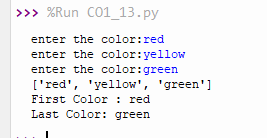 >>> %Run CO1_13.py
enter the color:red
enter the color:yellow
enter the color:green
['red', 'yellow', 'green']
First Color : red
Last Color: green
>>>